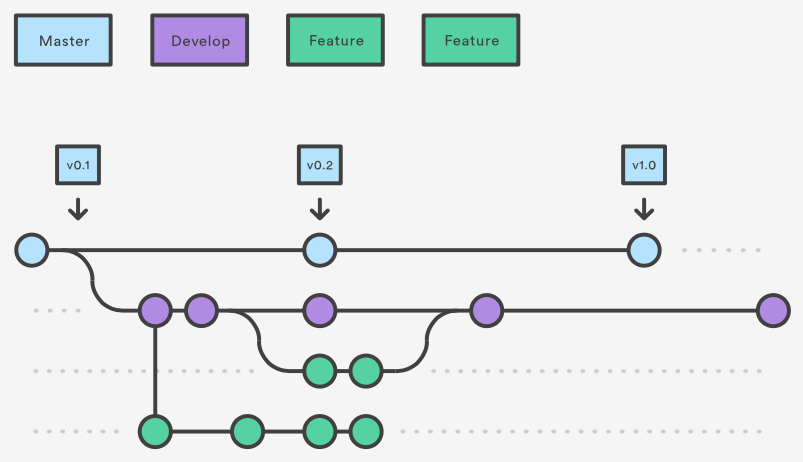 Master
Develop
Feature
Feature
v0.1
v0.2
v1.0